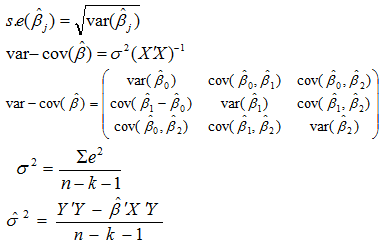 s.e(β̂ⱼ) = √var(β̂ⱼ)
var−cov(β̂) = σ²(X'X)⁻¹
var − cov( β̂) = ( var(β̂₀) cov(β̂₀,β̂₁) cov(β̂₀,β̂₂)
cov(β̂₁ − β̂₀) var(β̂₁) cov(β̂₁,β̂₂)
cov(β̂₀,β̂₂) cov(β̂₁,β̂₂) var(β̂₂) )
σ² = Σe² / n − k − 1
σ̂ ² = Y'Y − β̂'X'Y / n − k − 1